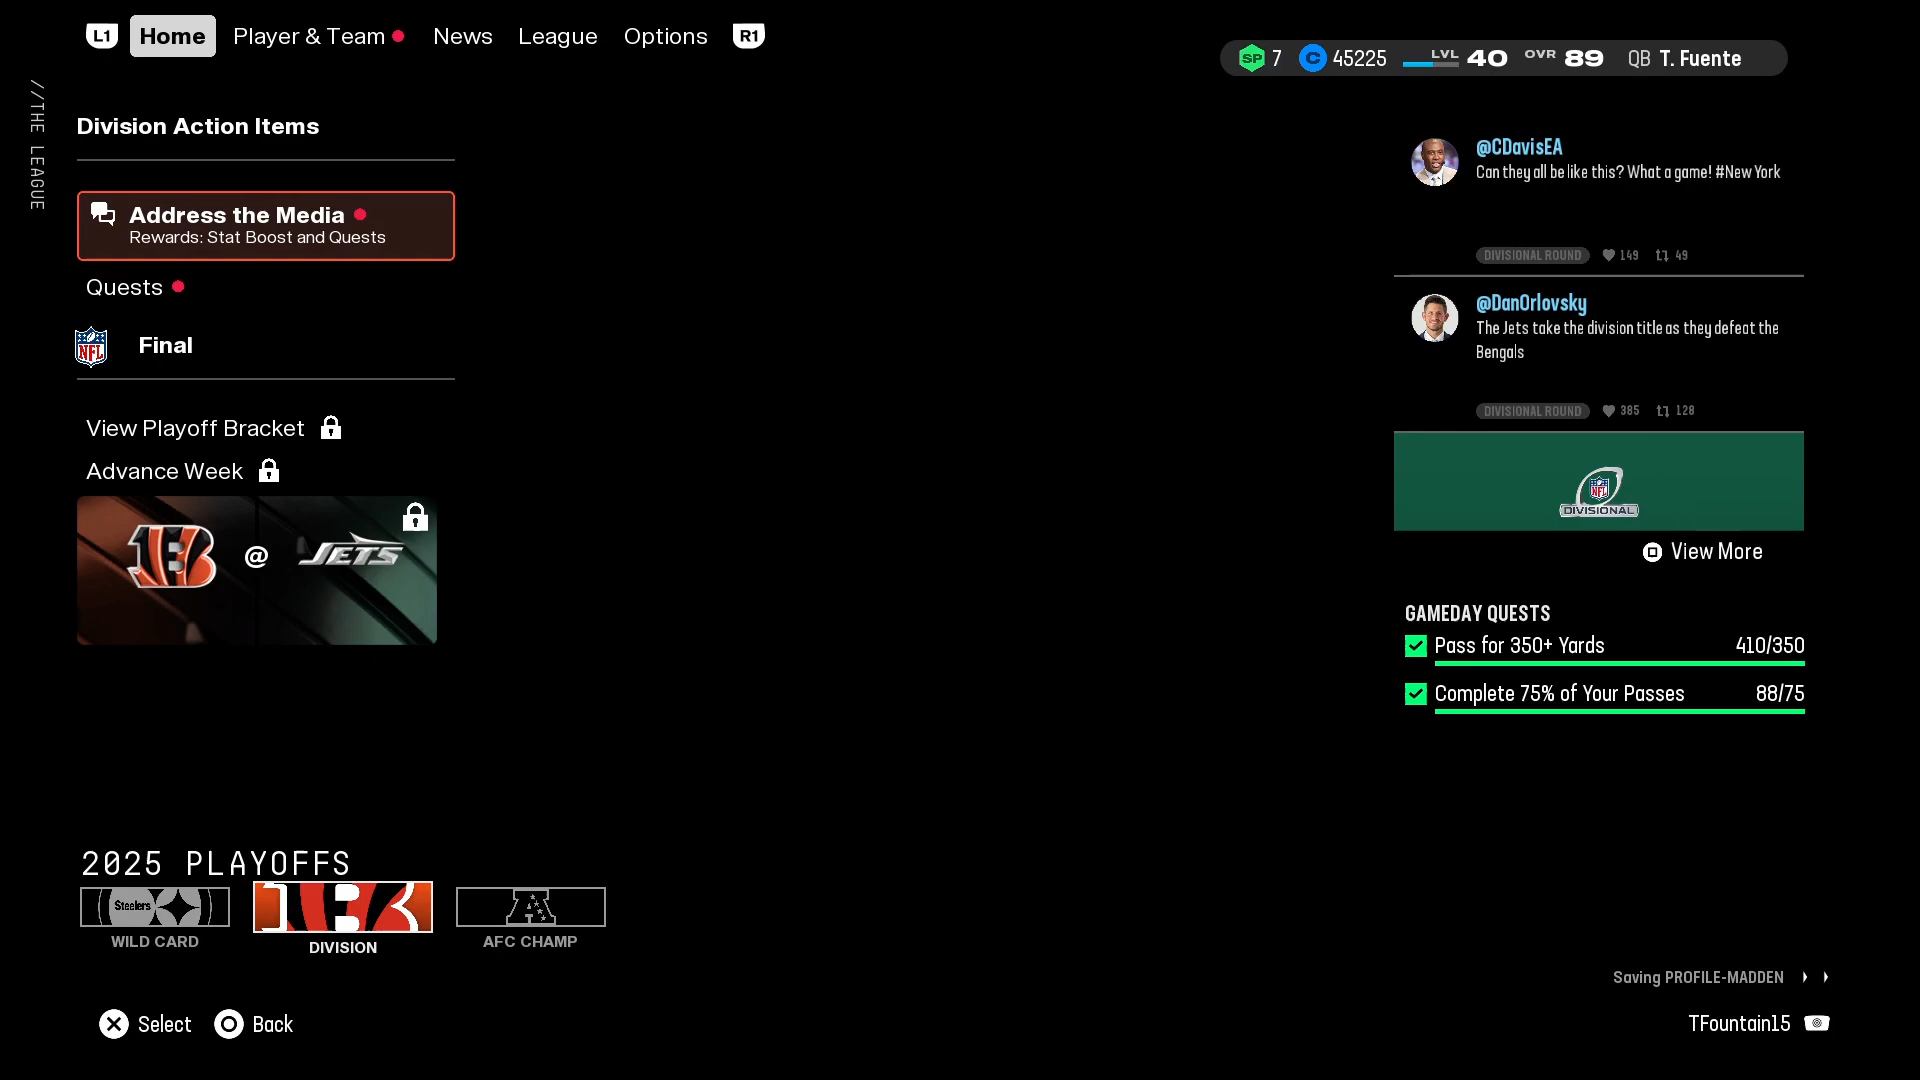 L1 Home Player & Team News League Options R1
SP 7 C 45225 LVL 40 OVR 89 QB T. Fuente
//THE LEAGUE
Division Action Items
Address the Media
Rewards: Stat Boost and Quests
Quests
NFL Final
View Playoff Bracket
Advance Week
@ JETS
@CDavisEA
Can they all be like this? What a game! #New York
DIVISIONAL ROUND 149 49
@DanOrlovsky
The Jets take the division title as they defeat the
Bengals
DIVISIONAL ROUND 385 128
NFL
DIVISIONAL
View More
GAMEDAY QUESTS
Pass for 350+ Yards 410/350
Complete 75% of Your Passes 88/75
2025 PLAYOFFS
Steelers
WILD CARD
DIVISION
AFC CHAMP
Saving PROFILE-MADDEN
Select Back
TFountain15